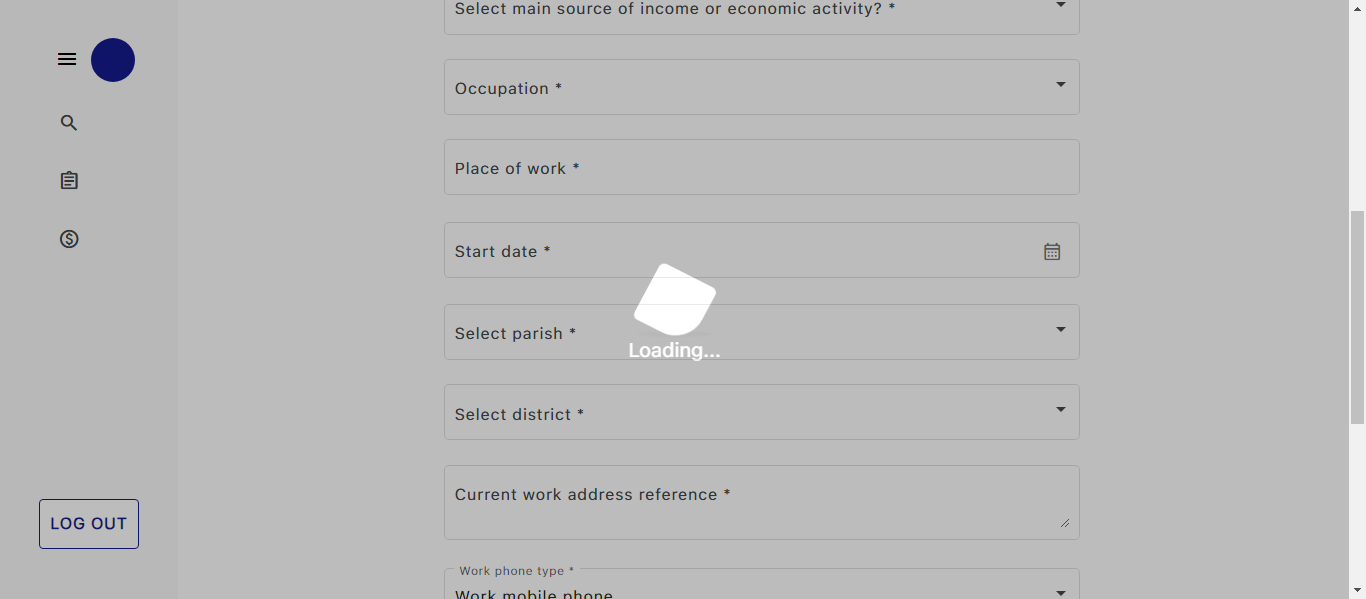 Select main source of income or economic activity? *
Occupation *
Place of work *
Start date *
Select parish *
Loading...
Select district *
Current work address reference *
LOG OUT
Work phone type *
Work mobile phone